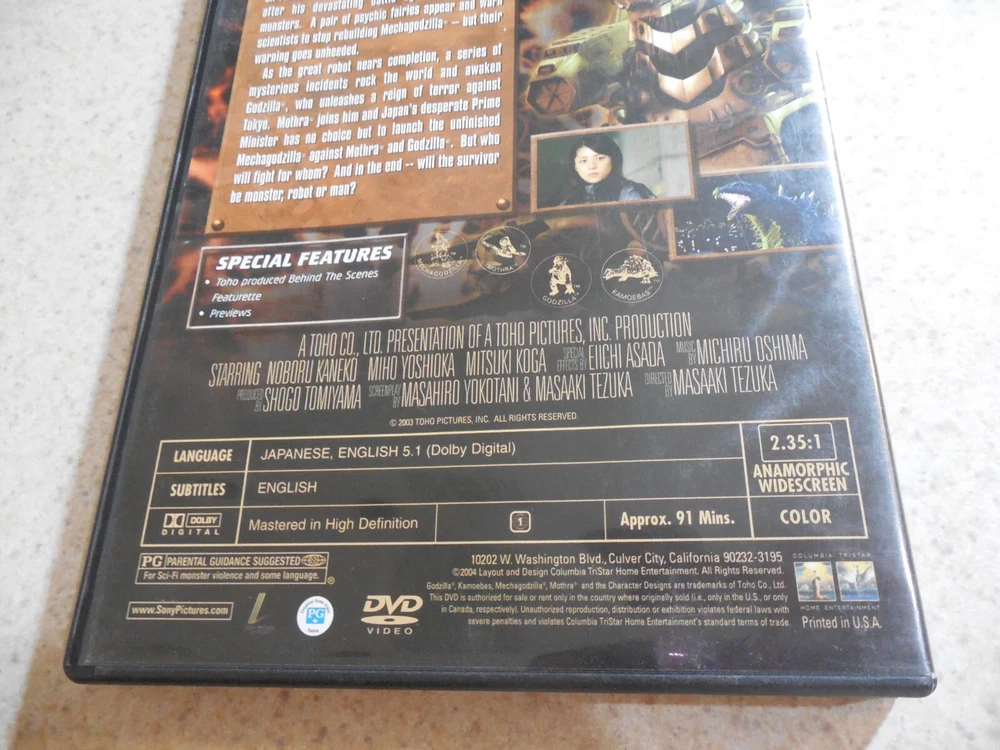 after his devastating battle
monsters. A pair of psychic fairies appear and warn
scientists to stop rebuilding Mechagodzilla® — but their
warning goes unheeded.
As the great robot nears completion, a series of
mysterious incidents rock the world and awaken
Godzilla®, who unleashes a reign of terror against
Tokyo. Mothra® joins him and Japan's desperate Prime
Minister has no choice but to launch the unfinished
Mechagodzilla® against Mothra® and Godzilla®. But who
will fight for whom? And in the end -- will the survivor
be monster, robot or man?
SPECIAL FEATURES
• Toho produced Behind The Scenes
Featurette
• Previews
MECHAGODZILLA
MOTHRA ™
GODZILLA ™
KAMOEBAS ™
A TOHO CO., LTD. PRESENTATION OF A TOHO PICTURES, INC. PRODUCTION
STARRING NOBORU KANEKO MIHO YOSHIOKA MITSUKI KOGA SPECIAL EFFECTS BY EIICHI ASADA MUSIC BY MICHIRU OSHIMA
PRODUCED BY SHOGO TOMIYAMA SCREENPLAY BY MASAHIRO YOKOTANI & MASAAKI TEZUKA DIRECTED BY MASAAKI TEZUKA
© 2003 TOHO PICTURES, INC. ALL RIGHTS RESERVED.
LANGUAGE JAPANESE, ENGLISH 5.1 (Dolby Digital)
SUBTITLES ENGLISH
2.35:1
ANAMORPHIC
WIDESCREEN
DOLBY
DIGITAL
Mastered in High Definition
1
Approx. 91 Mins.
COLOR
PG PARENTAL GUIDANCE SUGGESTED
For Sci-Fi monster violence and some language. ®
10202 W. Washington Blvd., Culver City, California 90232-3195
©2004 Layout and Design Columbia TriStar Home Entertainment. All Rights Reserved.
Godzilla®, Kamoebas, Mechagodzilla®, Mothra® and the Character Designs are trademarks of Toho Co., Ltd.
This DVD is authorized for sale or rent only in the country where originally sold (i.e., only in the U.S., or only
in Canada, respectively). Unauthorized reproduction, distribution or exhibition violates federal laws with
severe penalties and violates Columbia TriStar Home Entertainment's standard terms of trade.
COLUMBIA TRISTAR
HOME ENTERTAINMENT
Printed in U.S.A.
www.SonyPictures.com
PG
DVD
VIDEO